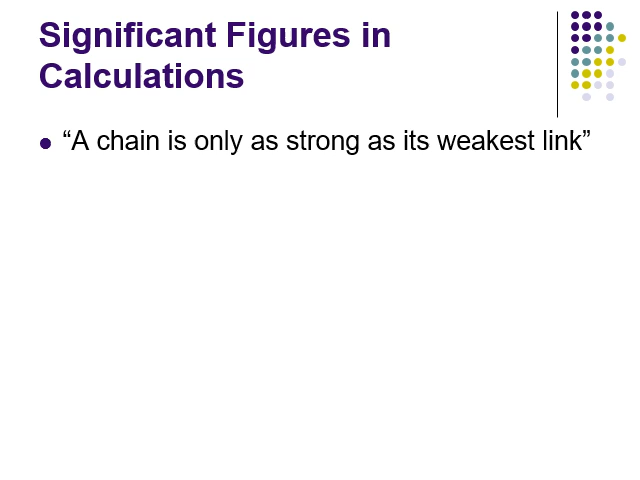 Significant Figures in
Calculations
“A chain is only as strong as its weakest link”